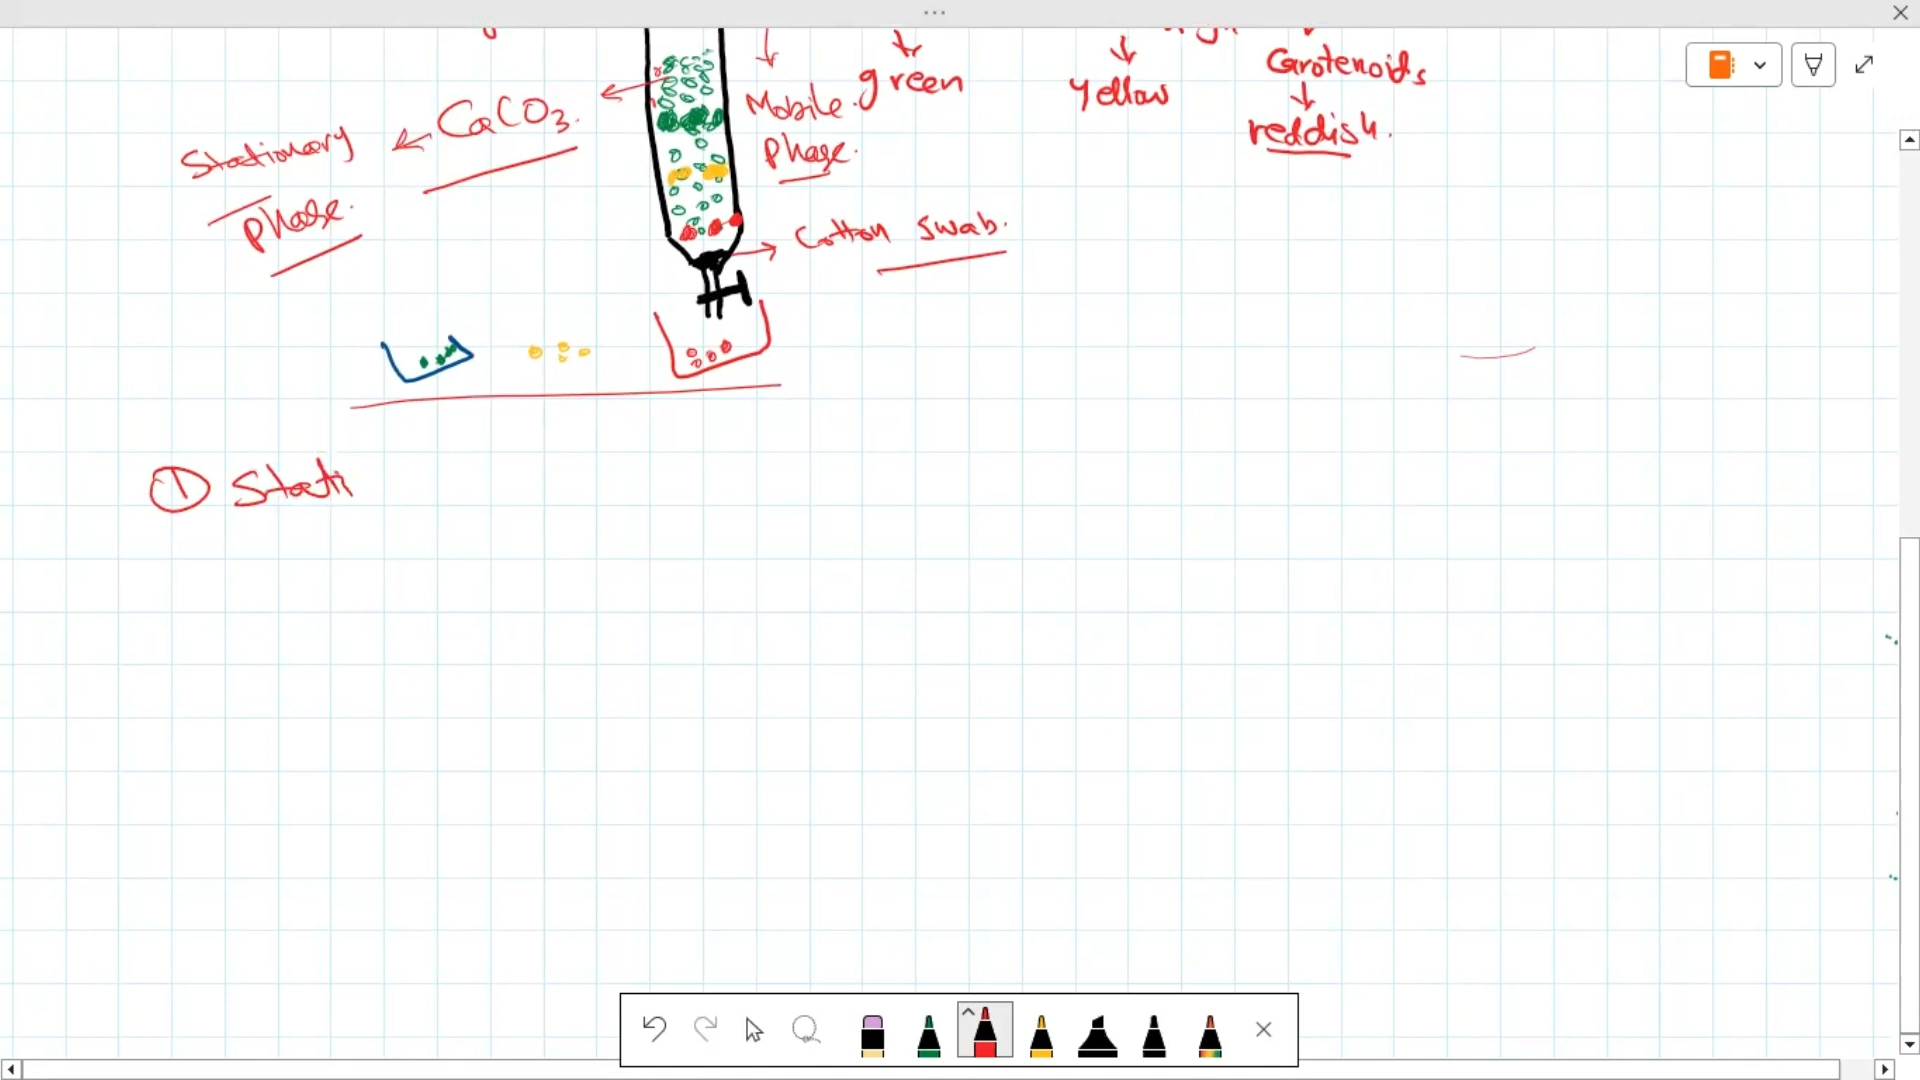 green
Yellow
Carotenoids
reddish.
Mobile
Phase.
CaCO3.
Stationary
Phase.
Cotton Swab.
① Stati